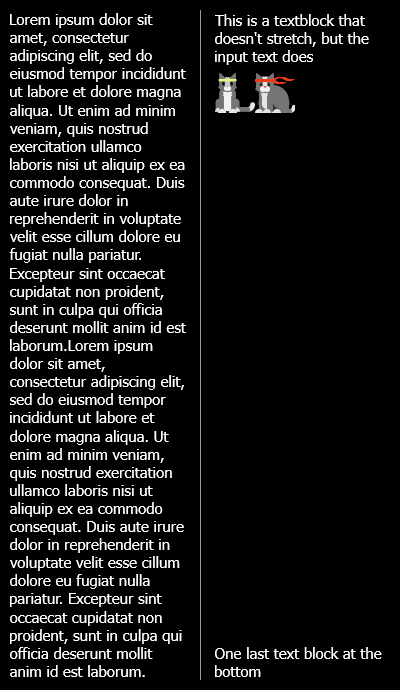 Lorem ipsum dolor sit
amet, consectetur
adipiscing elit, sed do
eiusmod tempor incididunt
ut labore et dolore magna
aliqua. Ut enim ad minim
veniam, quis nostrud
exercitation ullamco
laboris nisi ut aliquip ex ea
commodo consequat. Duis
aute irure dolor in
reprehenderit in voluptate
velit esse cillum dolore eu
fugiat nulla pariatur.
Excepteur sint occaecat
cupidatat non proident,
sunt in culpa qui officia
deserunt mollit anim id est
laborum.Lorem ipsum
dolor sit amet,
consectetur adipiscing elit,
sed do eiusmod tempor
incididunt ut labore et
dolore magna aliqua. Ut
enim ad minim veniam,
quis nostrud exercitation
ullamco laboris nisi ut
aliquip ex ea commodo
consequat. Duis aute irure
dolor in reprehenderit in
voluptate velit esse cillum
dolore eu fugiat nulla
pariatur. Excepteur sint
occaecat cupidatat non
proident, sunt in culpa qui
officia deserunt mollit
anim id est laborum.
This is a textblock that
doesn't stretch, but the
input text does
One last text block at the
bottom